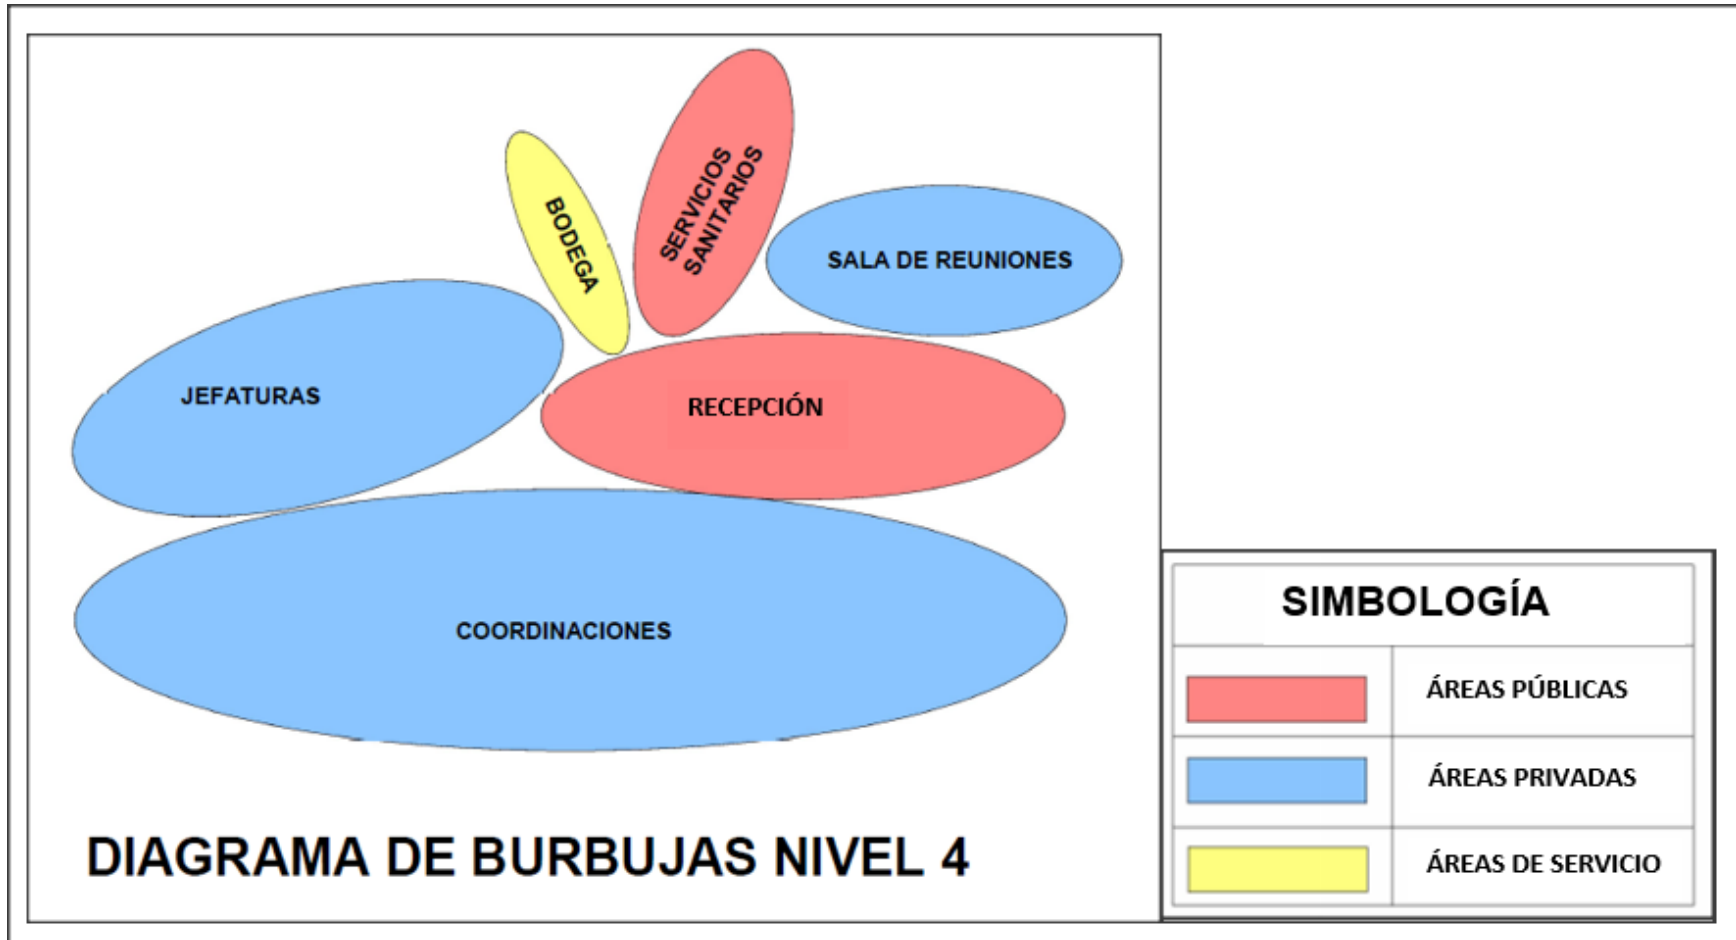 SERVICIOS
SANITARIOS
BODEGA
SALA DE REUNIONES
JEFATURAS
RECEPCIÓN
COORDINACIONES
DIAGRAMA DE BURBUJAS NIVEL 4
SIMBOLOGÍA
ÁREAS PÚBLICAS
ÁREAS PRIVADAS
ÁREAS DE SERVICIO